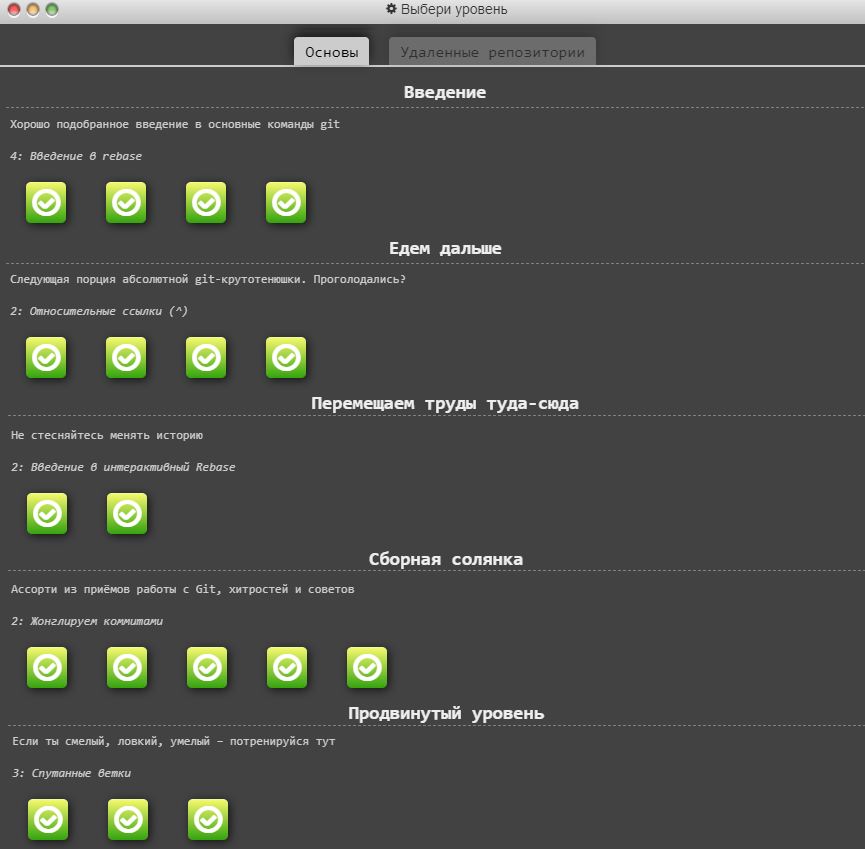 Выбери уровень
Основы
Удаленные репозитории
Введение
Хорошо подобранное введение в основные команды git
4: Введение в rebase
Едем дальше
Следующая порция абсолютной git-крутотенюшки. Проголодались?
2: Относительные ссылки (^)
Перемещаем труды туда-сюда
Не стесняйтесь менять историю
2: Введение в интерактивный Rebase
Сборная солянка
Ассорти из приёмов работы с Git, хитростей и советов
2: Жонглируем коммитами
Продвинутый уровень
Если ты смелый, ловкий, умелый – потренируйся тут
3: Спутанные ветки